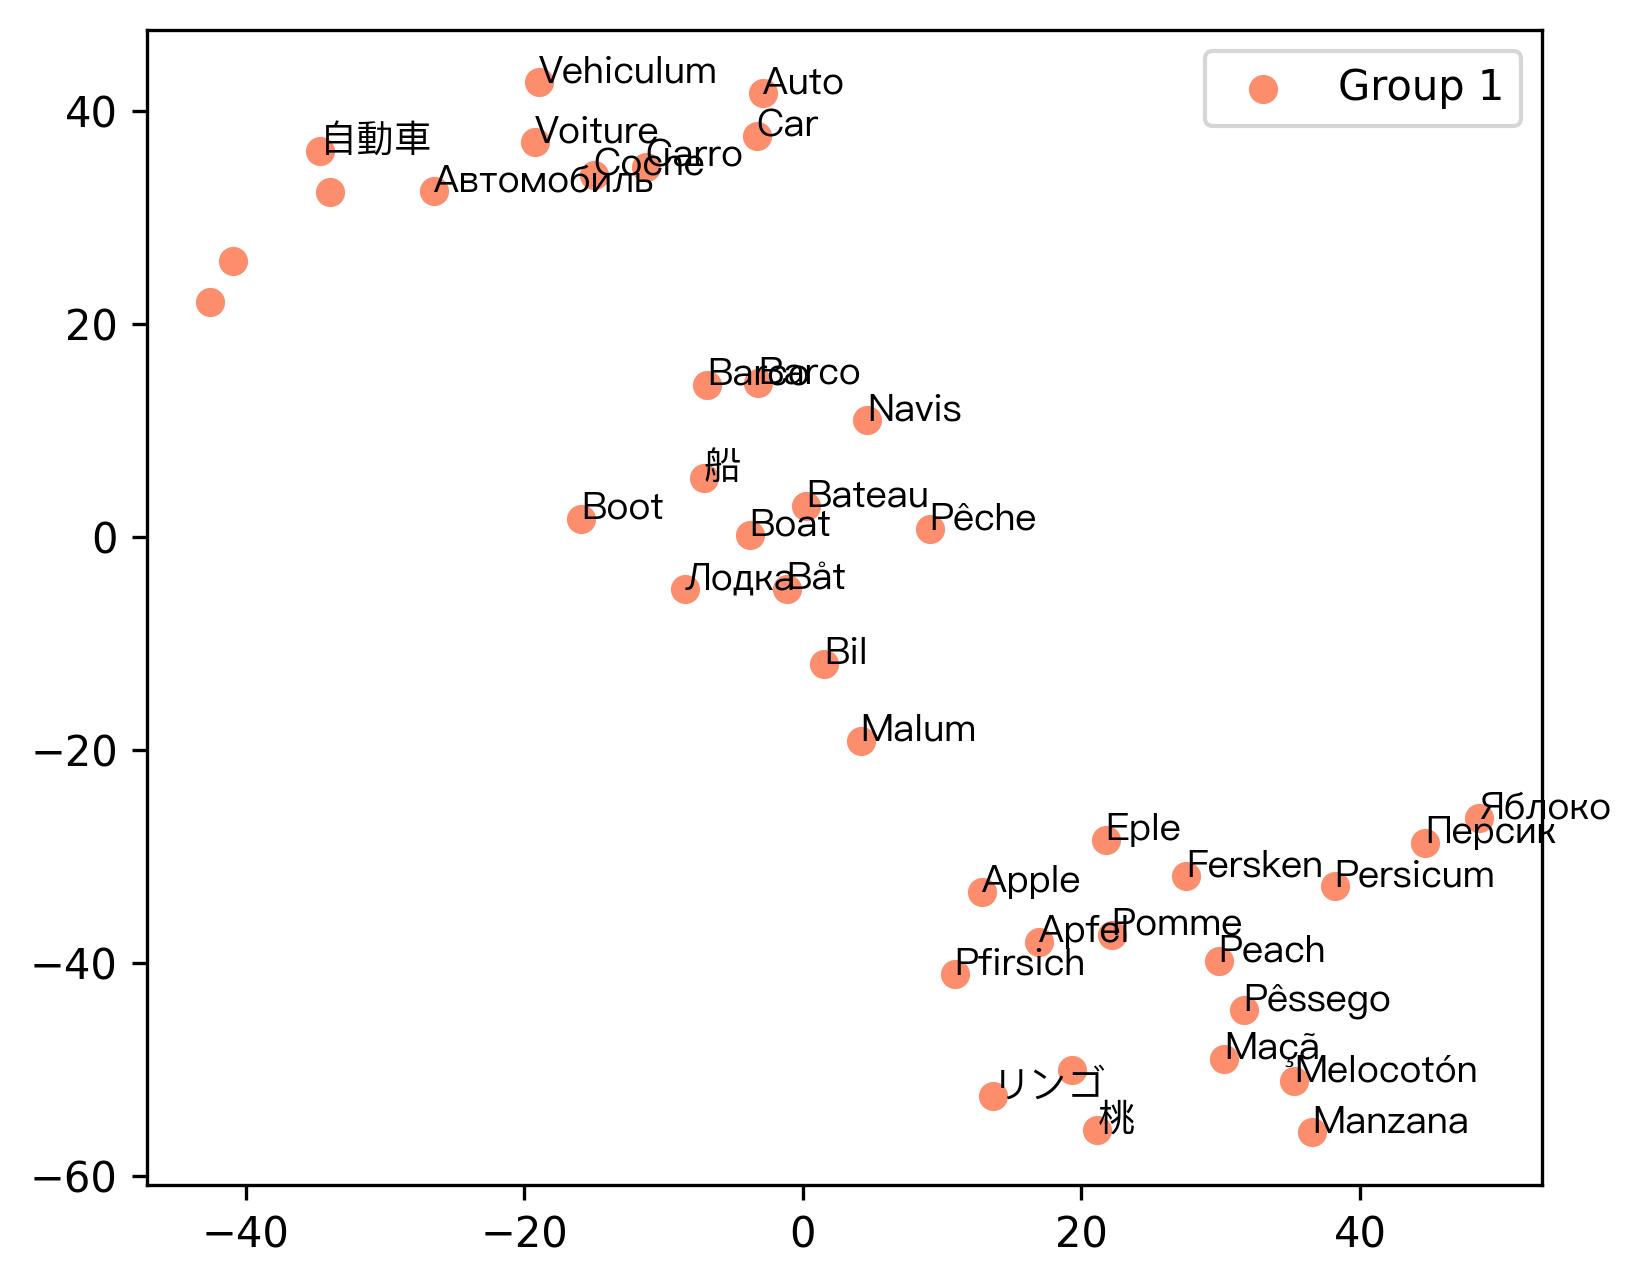 Group 1
Vehiculum
Auto
Car
Voiture
自動車
Carro
Coche
Автомобиль
Barco
Barco
Navis
船
Bateau
Boot
Boat
Pêche
Лодка
Båt
Bil
Malum
Яблоко
Персик
Eple
Fersken
Persicum
Apple
Pomme
Apfel
Peach
Pfirsich
Pêssego
Maçã
Melocotón
リンゴ
桃
Manzana
40
20
0
−20
−40
−60
−40
−20
0
20
40